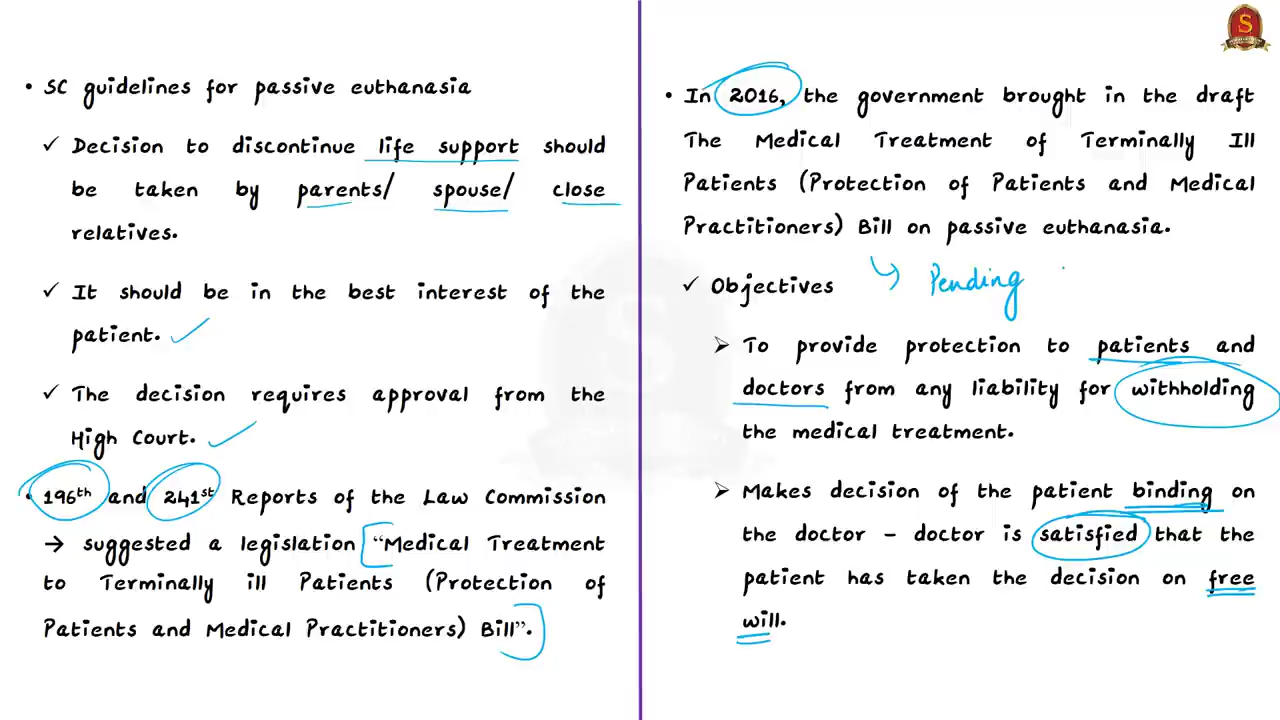 • SC guidelines for passive euthanasia
✓ Decision to discontinue life support should
be taken by parents/ spouse/ close
relatives.
✓ It should be in the best interest of the
patient.
✓ The decision requires approval from the
High Court.
• 196th and 241st Reports of the Law Commission
→ suggested a legislation "Medical Treatment
to Terminally ill Patients (Protection of
Patients and Medical Practitioners) Bill".
• In 2016, the government brought in the draft
The Medical Treatment of Terminally Ill
Patients (Protection of Patients and Medical
Practitioners) Bill on passive euthanasia.
✓ Objectives
Pending
➢ To provide protection to patients and
doctors from any liability for withholding
the medical treatment.
➢ Makes decision of the patient binding on
the doctor – doctor is satisfied that the
patient has taken the decision on free
will.